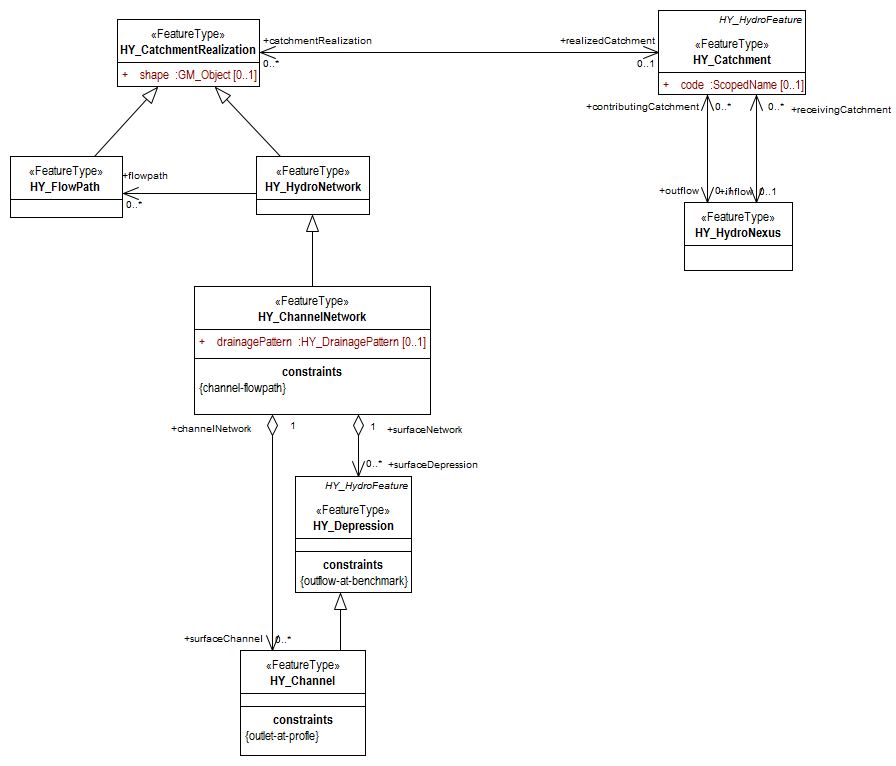 HY_HydroFeature
«FeatureType»
HY_CatchmentRealization
+ shape :GM_Object [0..1]
+catchmentRealization
0..*
+realizedCatchment
0..1
«FeatureType»
HY_Catchment
+ code :ScopedName [0..1]
+contributingCatchment
0..*
0..*
+receivingCatchment
«FeatureType»
HY_FlowPath
+flowpath
0..*
«FeatureType»
HY_HydroNetwork
+outflow
0..1
+inflow
0..1
«FeatureType»
HY_HydroNexus
«FeatureType»
HY_ChannelNetwork
+ drainagePattern :HY_DrainagePattern [0..1]
constraints
{channel-flowpath}
+channelNetwork
1
1
+surfaceNetwork
0..*
+surfaceDepression
HY_HydroFeature
«FeatureType»
HY_Depression
constraints
{outflow-at-benchmark}
+surfaceChannel
0..*
«FeatureType»
HY_Channel
constraints
{outlet-at-profle}